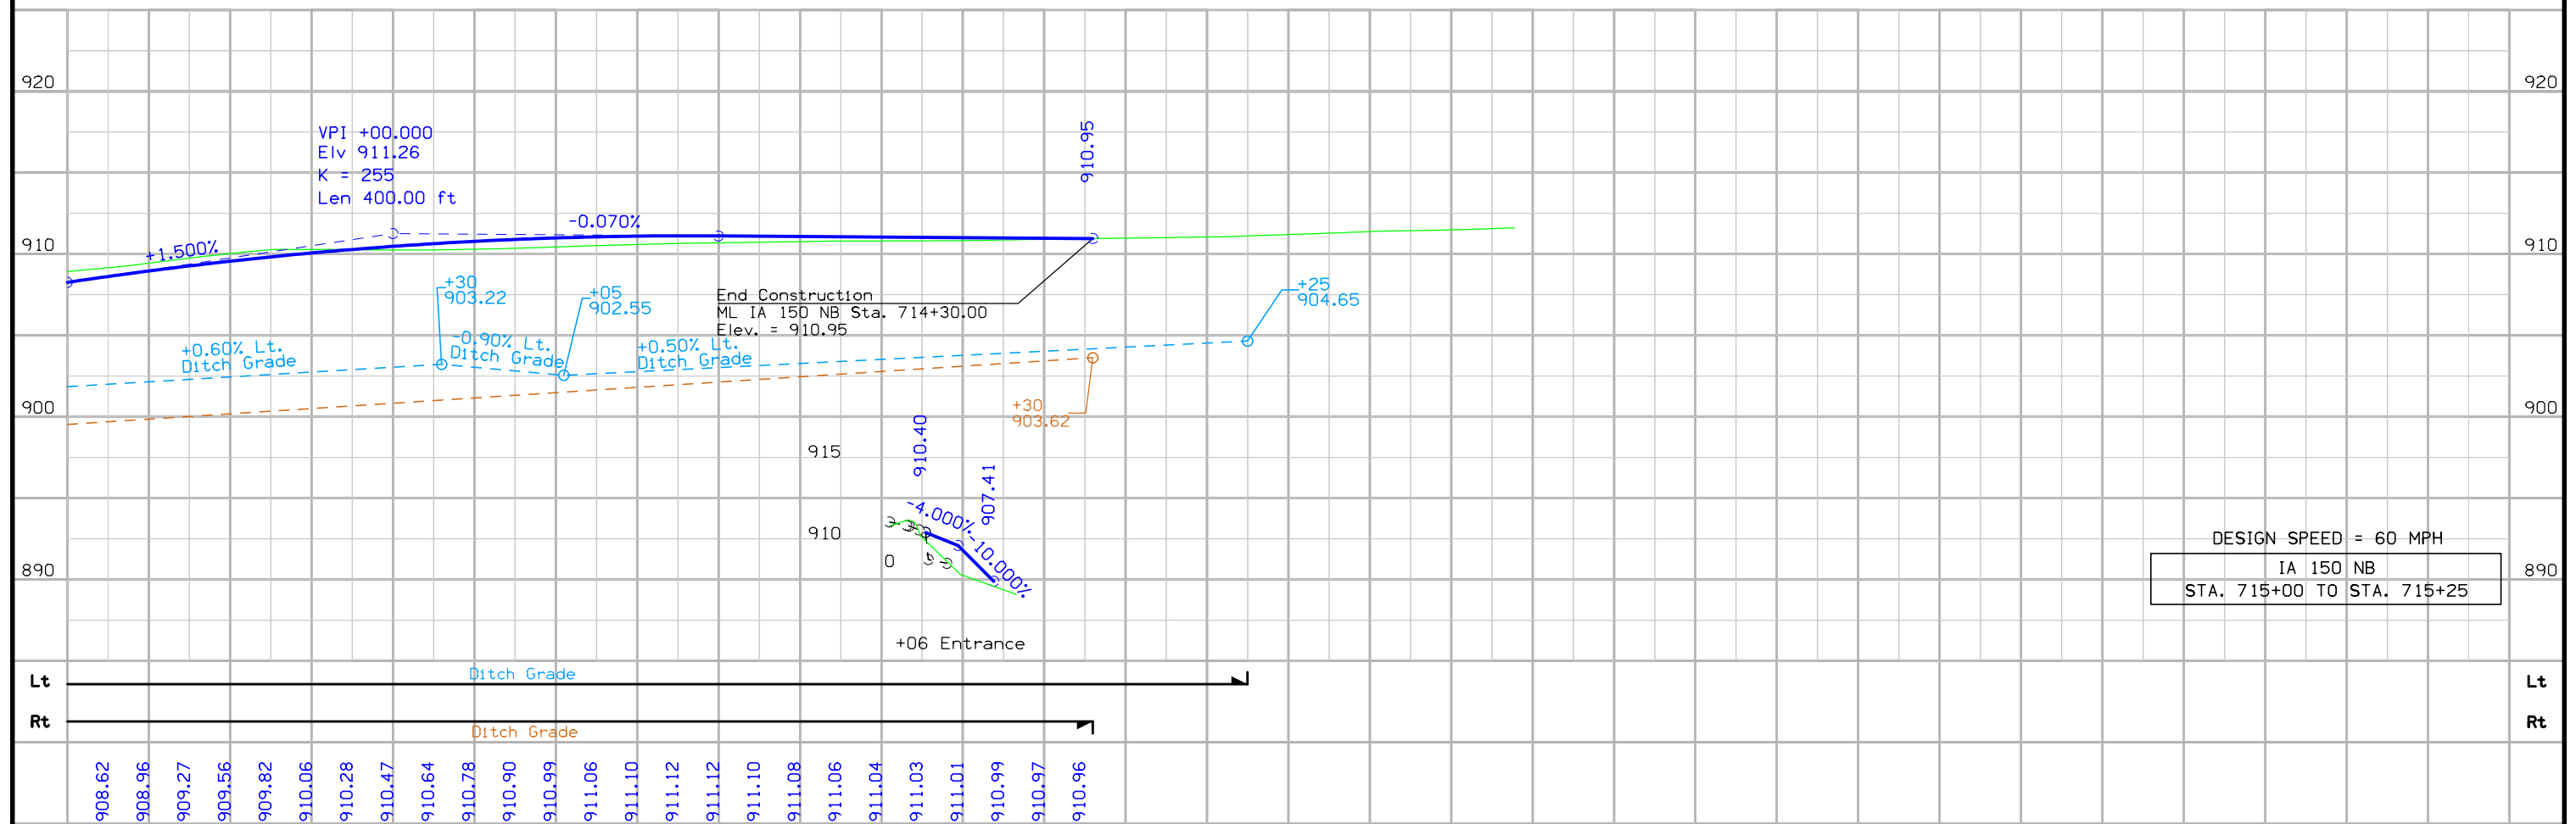 920
920
VPI +00.000
Elv 911.26
K = 255
Len 400.00 ft
910.95
910
+1.500%
-0.070%
910
+30
903.22
+05
902.55
End Construction
ML IA 150 NB Sta. 714+30.00
Elev. = 910.95
+25
904.65
+0.60% Lt.
Ditch Grade
-0.90% Lt.
Ditch Grade
+0.50% Lt.
Ditch Grade
900
+30
903.62
900
915
910.40
907.41
910
-4.000%
-10.000%
0
890
890
DESIGN SPEED = 60 MPH
IA 150 NB
STA. 715+00 TO STA. 715+25
+06 Entrance
Lt
Ditch Grade
Lt
Rt
Ditch Grade
Rt
908.62
908.96
909.27
909.56
909.82
910.06
910.28
910.47
910.64
910.78
910.90
910.99
911.06
911.10
911.12
911.12
911.10
911.08
911.06
911.04
911.03
911.01
910.99
910.97
910.96